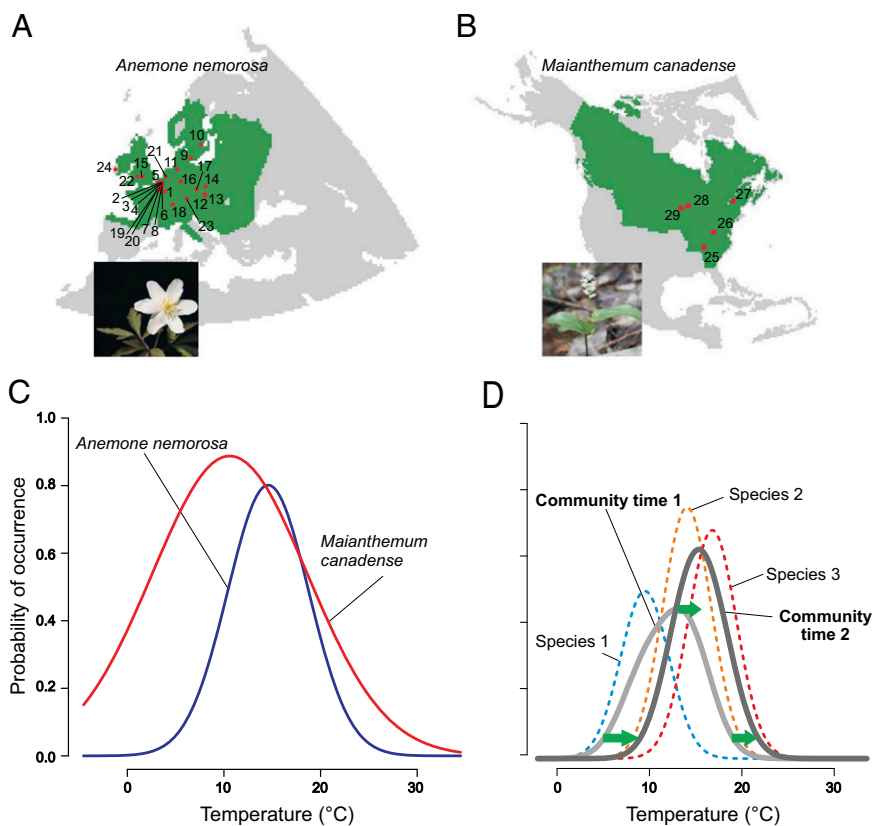 A
Anemone nemorosa
10
21
9
24
15
11
17
22
5
16
14
2
1
13
3
4
6
18
12
19
7
8
23
20
B
Maianthemum canadense
28
27
29
26
25
C
1.0
0.8
0.6
0.4
0.2
0.0
Probability of occurrence
Anemone nemorosa
Maianthemum
canadense
0
10
20
30
Temperature (°C)
D
Community time 1
Species 2
Species 3
Species 1
Community
time 2
0
10
20
30
Temperature (°C)